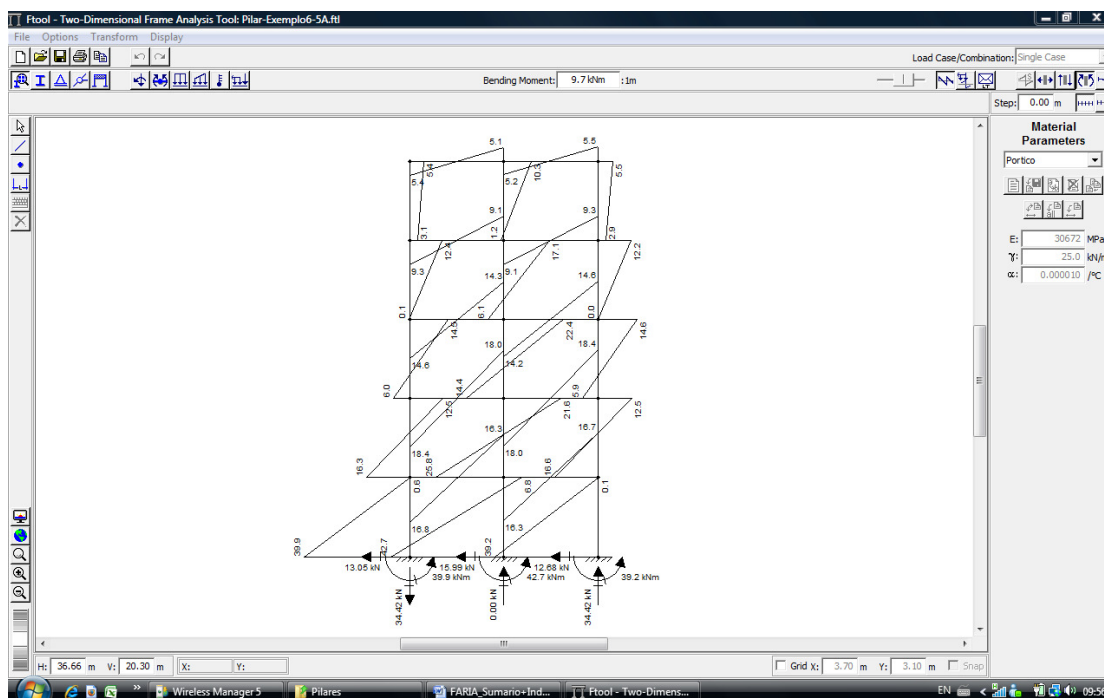 Ftool - Two-Dimensional Frame Analysis Tool: Pilar-Exemplo6-5A.ftl
File Options Transform Display
Load Case/Combination: Single Case
Bending Moment: 9.7 kNm :1m
Step: 0.00 m
Material
Parameters
Portico
E: 30672 MPa
γ: 25.0 kN/r
α: 0.000010 /°C
5.1 5.5
5.4 5.4 5.2 10.3 5.5
9.1 9.3
3.1 12.4 1.2 17.1 2.9 12.2
9.3 9.1
14.3 14.6
0.1 14.5 6.1 22.4 0.0 14.6
18.0 18.4
14.6 14.2
6.0 12.5 14.4 21.6 5.9 12.5
16.3 16.7
18.4 18.0
16.3 0.6 25.8 6.8 16.6 0.1
16.8 16.3
39.9 42.7 39.2
13.05 kN 15.99 kN 12.68 kN
39.9 kNm 42.7 kNm 39.2 kNm
34.42 kN 0.00 kN 34.42 kN
H: 36.66 m V: 20.30 m X: Y: Grid X: 3.70 m Y: 3.10 m Snap
Wireless Manager 5 Pilares FARIA_Sumario+Ind... Ftool - Two-Dimens... EN 09:56